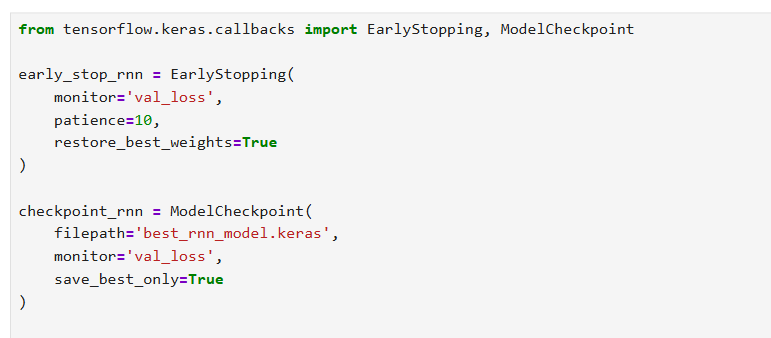 from tensorflow.keras.callbacks import EarlyStopping, ModelCheckpoint
early_stop_rnn = EarlyStopping(
    monitor='val_loss',
    patience=10,
    restore_best_weights=True
)
checkpoint_rnn = ModelCheckpoint(
    filepath='best_rnn_model.keras',
    monitor='val_loss',
    save_best_only=True
)